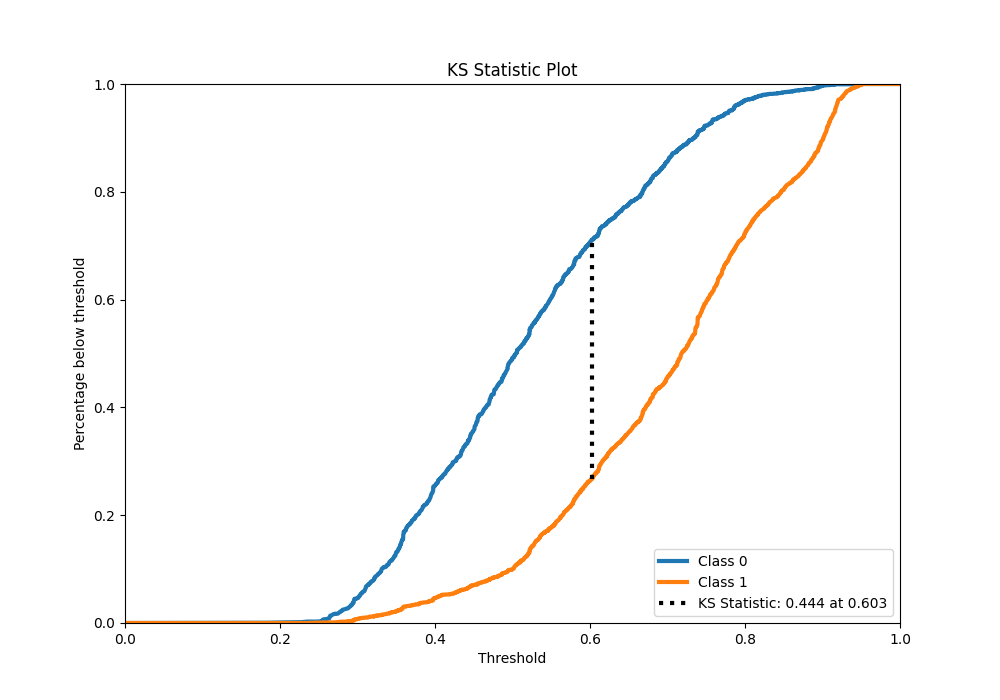 KS Statistic Plot
1.0
0.8
0.6
0.4
0.2
0.0
Percentage below threshold
0.0 0.2 0.4 0.6 0.8 1.0
Threshold
Class 0
Class 1
KS Statistic: 0.444 at 0.603